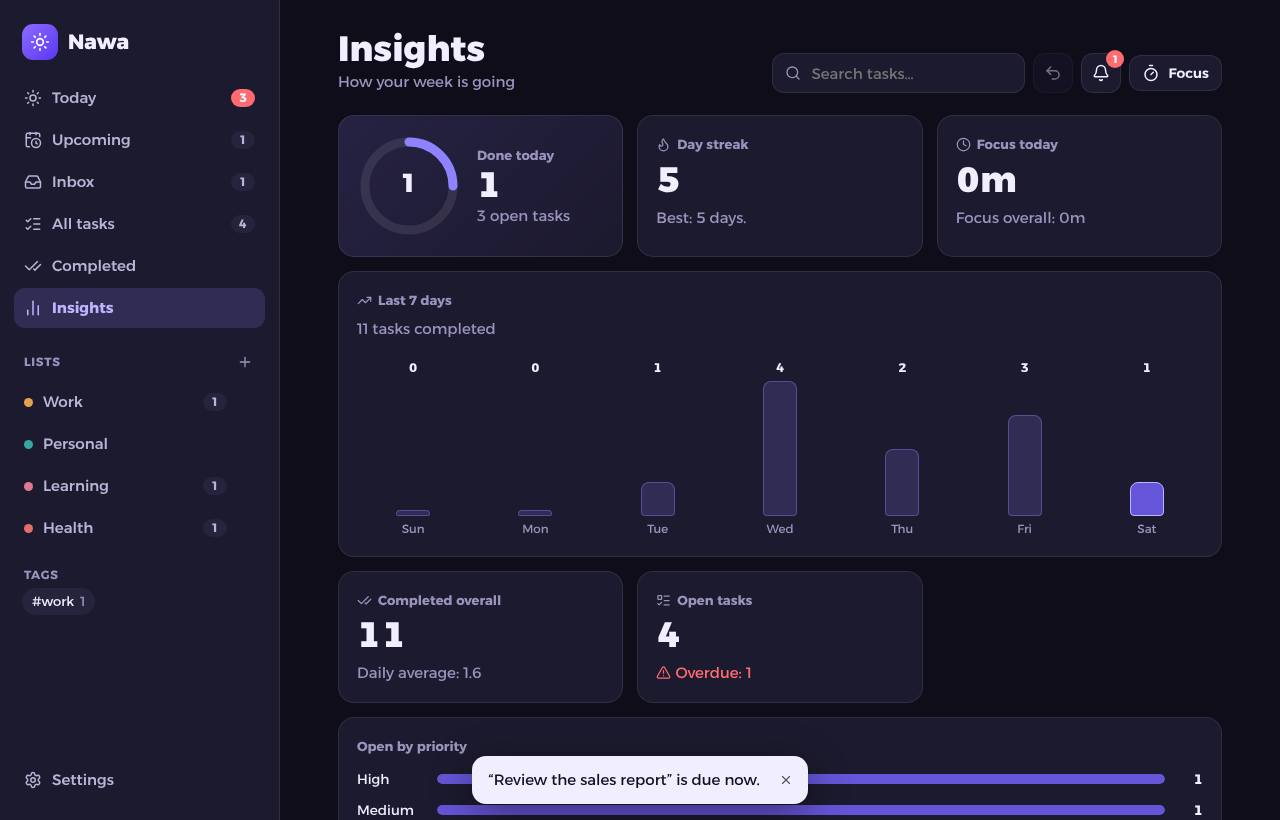 Nawa
Today 3
Upcoming 1
Inbox 1
All tasks 4
Completed
Insights
LISTS
Work 1
Personal
Learning 1
Health 1
TAGS
#work 1
Settings
Insights
How your week is going
Search tasks...
1
Focus
1
Done today
1
3 open tasks
Day streak
5
Best: 5 days.
Focus today
0m
Focus overall: 0m
Last 7 days
11 tasks completed
0 0 1 4 2 3 1
Sun Mon Tue Wed Thu Fri Sat
Completed overall
11
Daily average: 1.6
Open tasks
4
Overdue: 1
Open by priority
High 1
“Review the sales report” is due now.
Medium 1